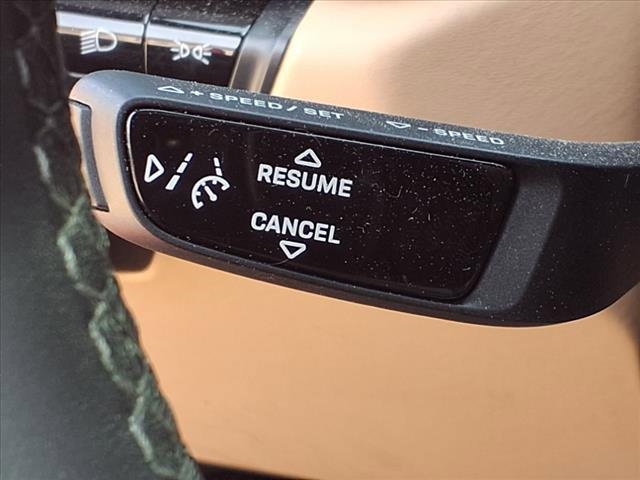 + SPEED / SET
- SPEED
RESUME
CANCEL